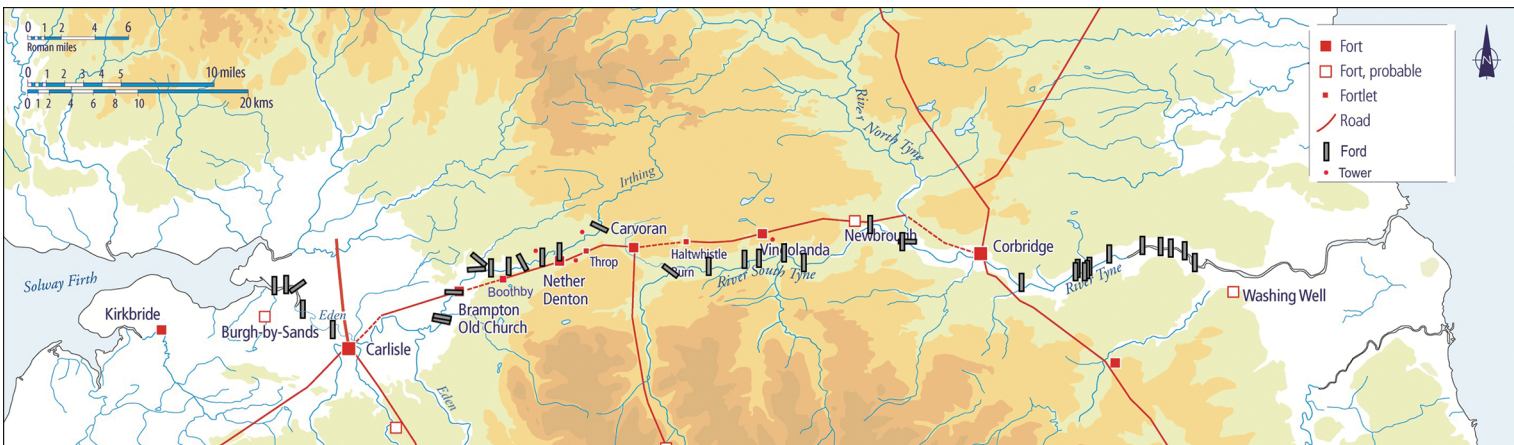 0 1 2 4 6
Roman miles
0 1 2 3 4 5 10 miles
0 1 2 4 6 8 10 20 kms
Fort
Fort, probable
Fortlet
Road
Ford
Tower
N
River North Tyne
Irthing
Carvoran
Newbrough
Corbridge
Haltwhistle
Burn
Vindolanda
Throp
River South Tyne
River Tyne
Solway Firth
Nether
Denton
Boothby
Washing Well
Kirkbride
Eden
Brampton
Old Church
Burgh-by-Sands
Carlisle
Eden